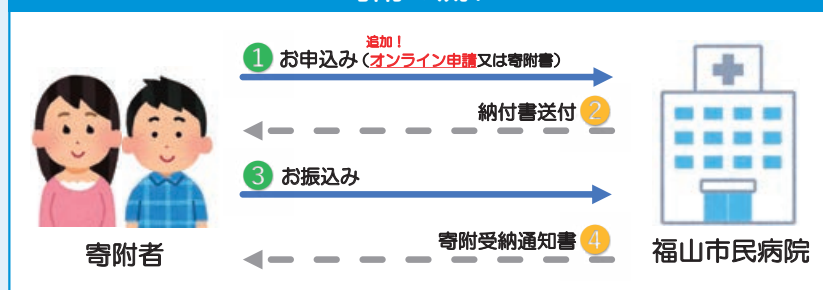 追加！
① お申込み（オンライン申請又は寄附書）
納付書送付 ②
③ お振込み
寄附受納通知書 ④
寄附者
福山市民病院